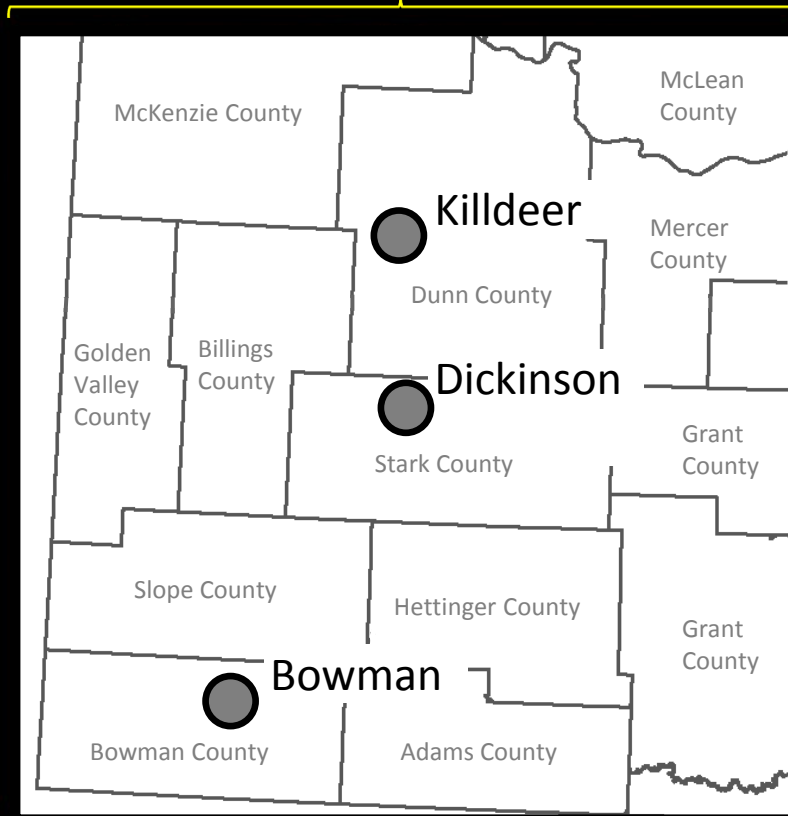 McLean
County
McKenzie County
Killdeer
Mercer
County
Dunn County
Golden
Valley
County
Billings
County
Dickinson
Grant
County
Stark County
Slope County
Hettinger County
Grant
County
Bowman
Bowman County
Adams County